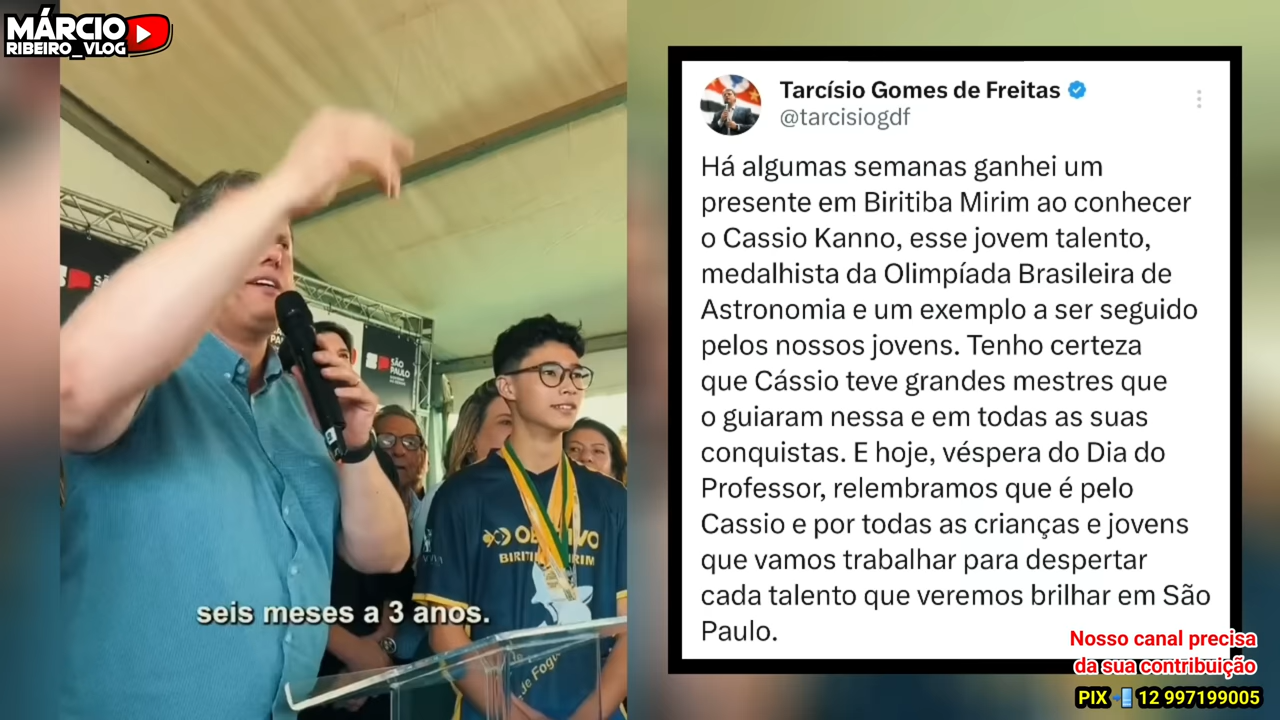 MÁRCIO
RIBEIRO_VLOG
Tarcísio Gomes de Freitas
@tarcisiogdf
Há algumas semanas ganhei um
presente em Biritiba Mirim ao conhecer
o Cassio Kanno, esse jovem talento,
medalhista da Olimpíada Brasileira de
Astronomia e um exemplo a ser seguido
pelos nossos jovens. Tenho certeza
que Cássio teve grandes mestres que
o guiaram nessa e em todas as suas
conquistas. E hoje, véspera do Dia do
Professor, relembramos que é pelo
Cassio e por todas as crianças e jovens
que vamos trabalhar para despertar
cada talento que veremos brilhar em São
Paulo.
SÃO
PAULO
seis meses a 3 anos.
Nosso canal precisa
da sua contribuição
PIX 12 997199005